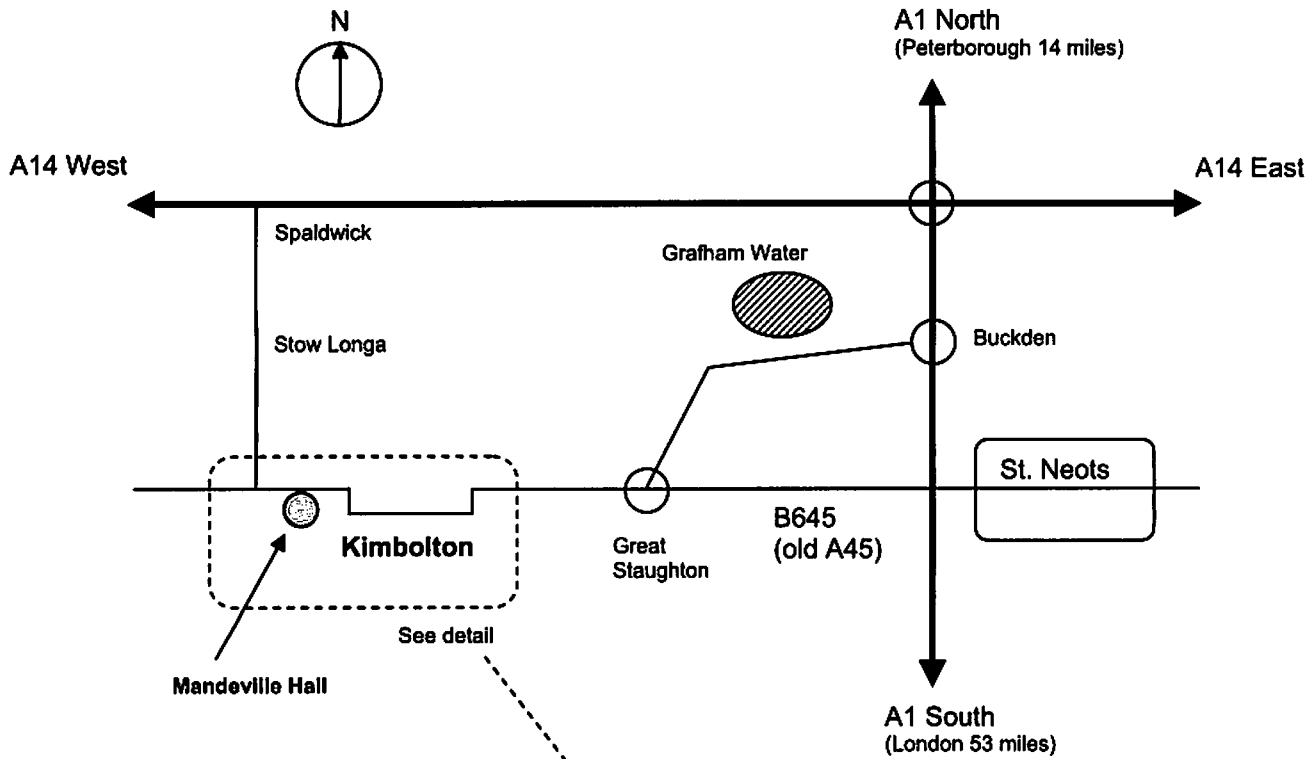 N
A1 North
(Peterborough 14 miles)
A14 West
A14 East
Spaldwick
Grafham Water
Stow Longa
Buckden
St. Neots
B645
(old A45)
Kimbolton
Great
Staughton
See detail
Mandeville Hall
A1 South
(London 53 miles)